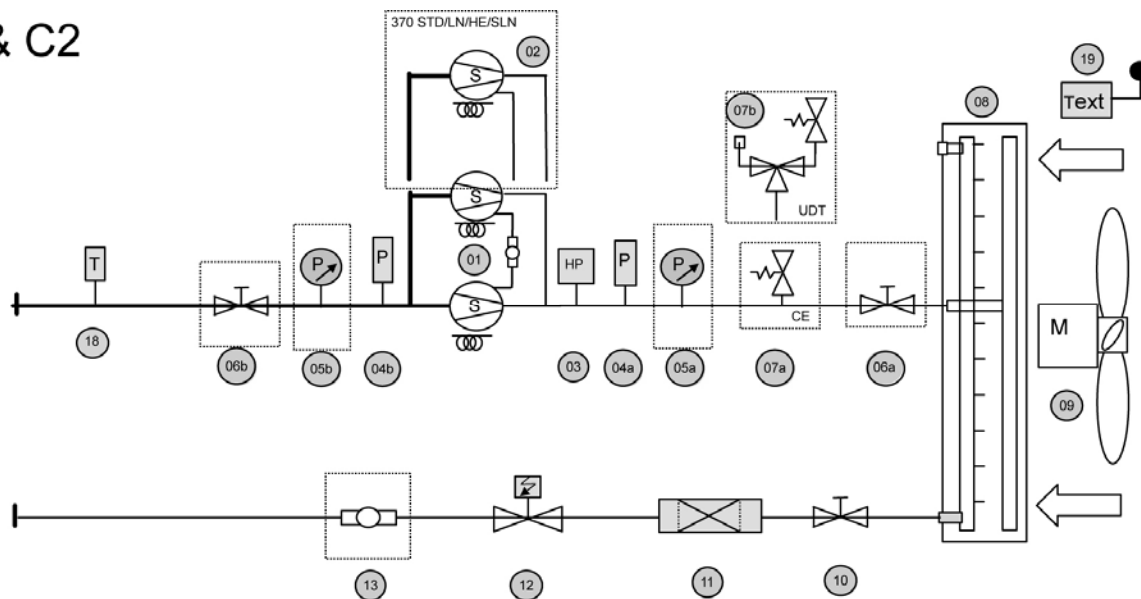 & C2
370 STD/LN/HE/SLN
02
S
19
Text
08
07b
UDT
S
01
T
P
P
S
HP
P
P
CE
M
18
06b
05b
04b
03
04a
05a
07a
06a
09
13
12
11
10